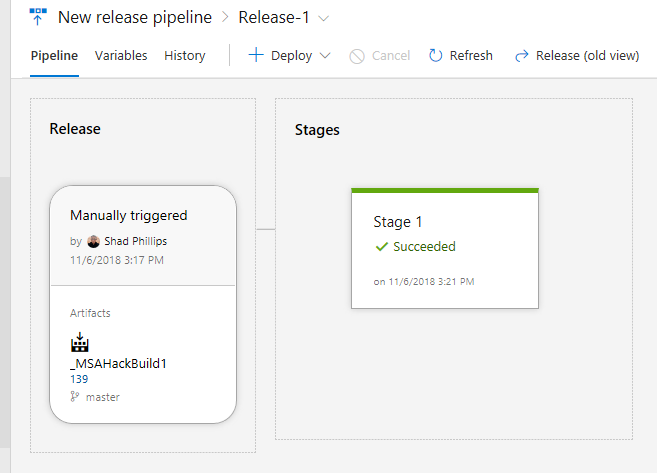 New release pipeline > Release-1
Pipeline Variables History + Deploy Cancel Refresh Release (old view)
Release
Manually triggered
by Shad Phillips
11/6/2018 3:17 PM
Artifacts
_MSAHackBuild1
139
master
Stages
Stage 1
Succeeded
on 11/6/2018 3:21 PM